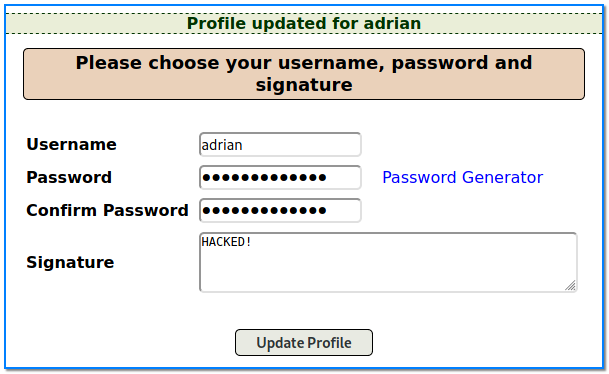 Profile updated for adrian
Please choose your username, password and
signature
Username
adrian
Password
●●●●●●●●●●●●●
Password Generator
Confirm Password
●●●●●●●●●●●●●
Signature
HACKED!
Update Profile